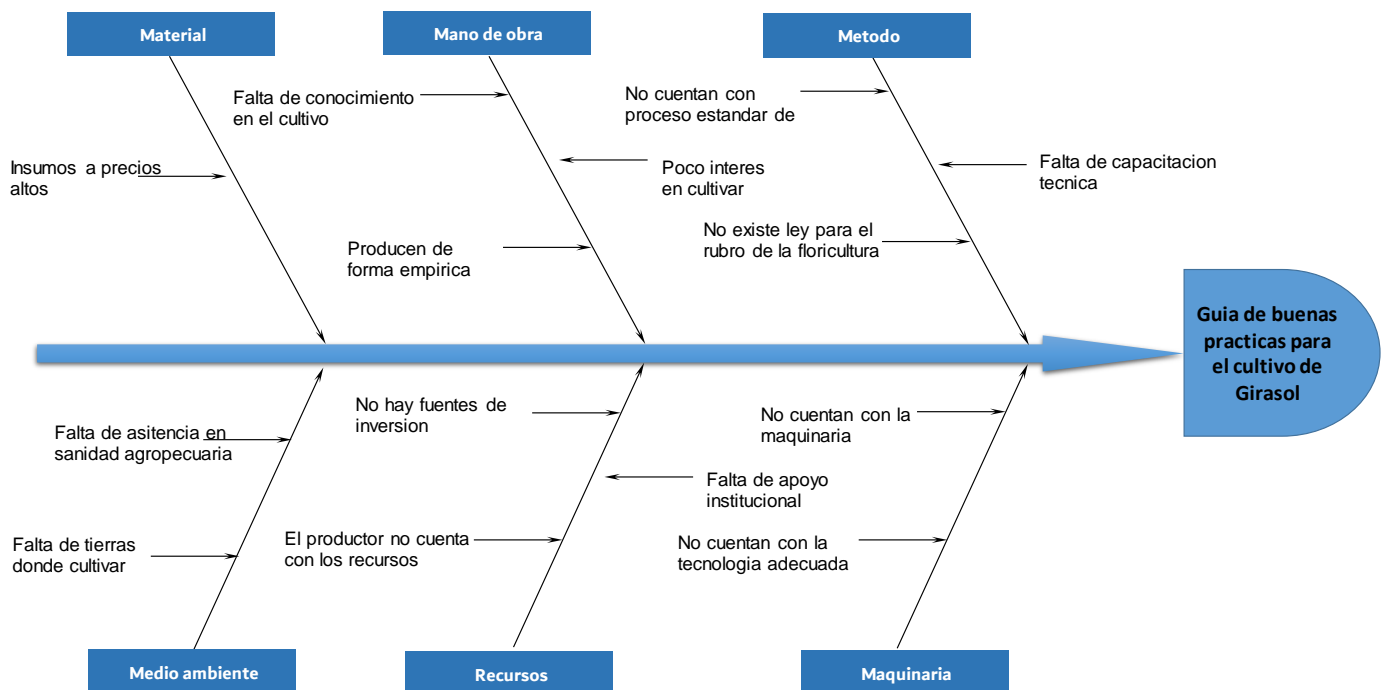 Material
Mano de obra
Metodo
Falta de conocimiento
en el cultivo
No cuentan con
proceso estandar de
Insumos a precios
altos
Poco interes
en cultivar
Falta de capacitacion
tecnica
Producen de
forma empirica
No existe ley para el
rubro de la floricultura
Guia de buenas
practicas para
el cultivo de
Girasol
No hay fuentes de
inversion
No cuentan con la
maquinaria
Falta de asitencia en
sanidad agropecuaria
Falta de apoyo
institucional
El productor no cuenta
con los recursos
No cuentan con la
tecnologia adecuada
Falta de tierras
donde cultivar
Medio ambiente
Recursos
Maquinaria